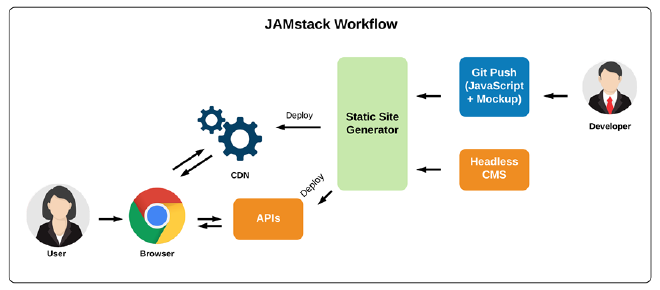 JAMstack Workflow
Git Push
(JavaScript
+ Mockup)
Static Site
Generator
Deploy
Developer
Headless
CMS
CDN
Deploy
APIs
User
Browser